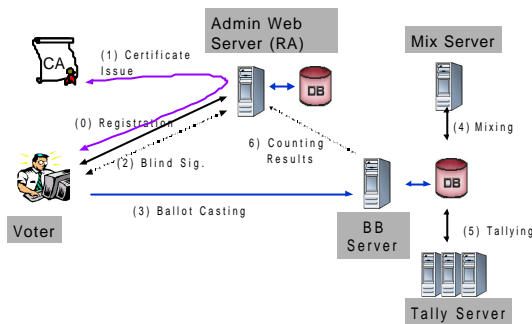 Admin Web
Server (RA)
Mix Server
CA
(1) Certificate
Issue
DB
(0) Registration
(2) Blind Sig.
6) Counting
Results
(4) Mixing
DB
(3) Ballot Casting
Voter
BB
Server
(5) Tallying
Tally Server